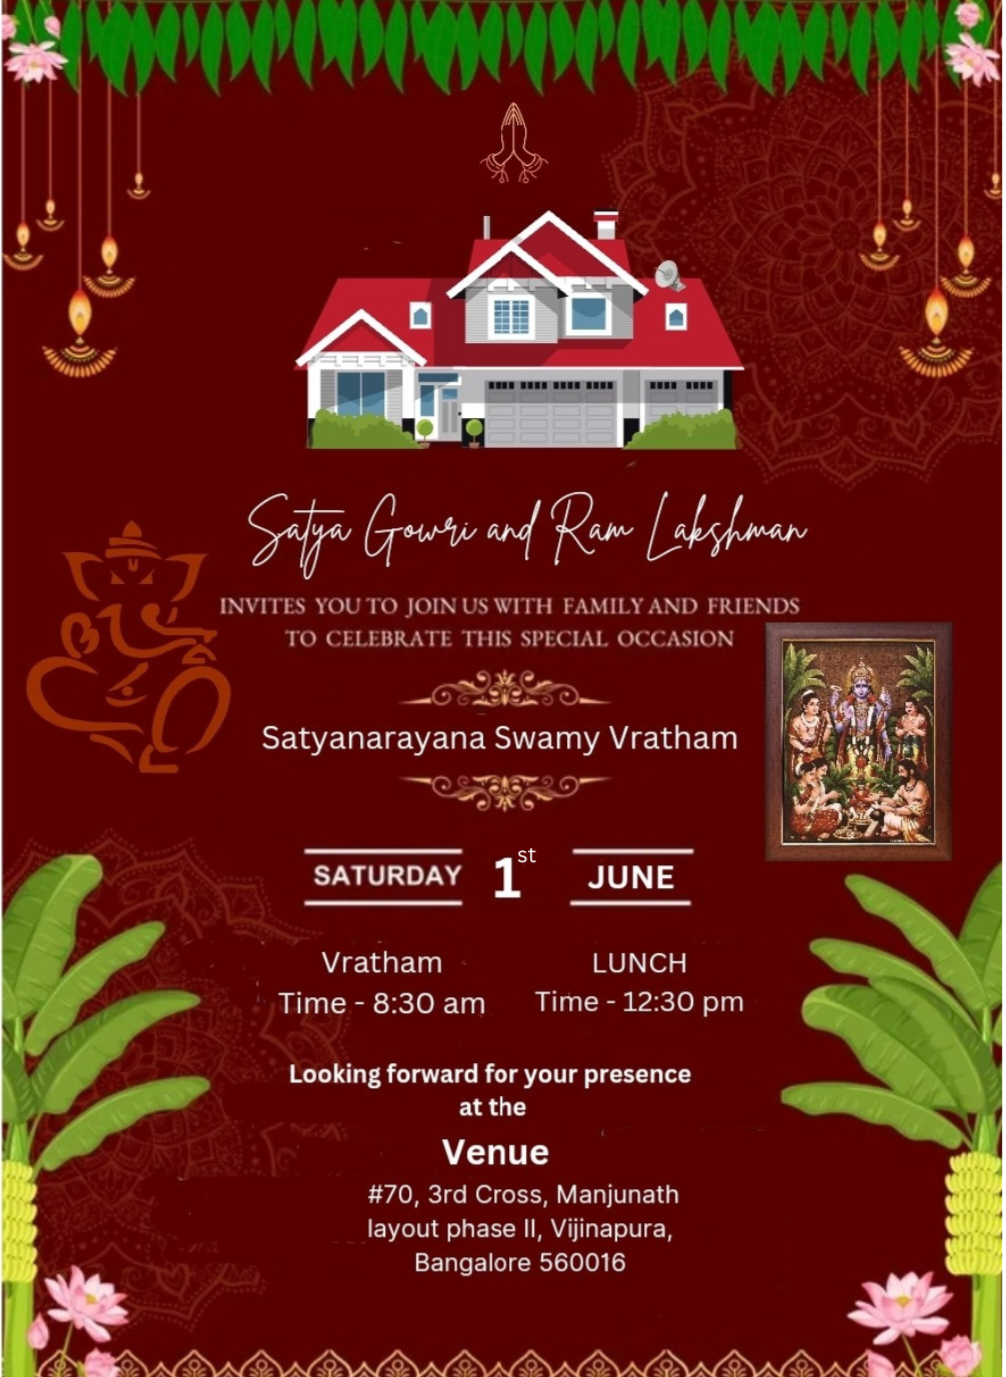 Satya Gowri and Ram Lakshman
INVITES YOU TO JOIN US WITH FAMILY AND FRIENDS
TO CELEBRATE THIS SPECIAL OCCASION
Satyanarayana Swamy Vratham
SATURDAY 1st JUNE
Vratham LUNCH
Time - 8:30 am Time - 12:30 pm
Looking forward for your presence
at the
Venue
#70, 3rd Cross, Manjunath
layout phase II, Vijinapura,
Bangalore 560016